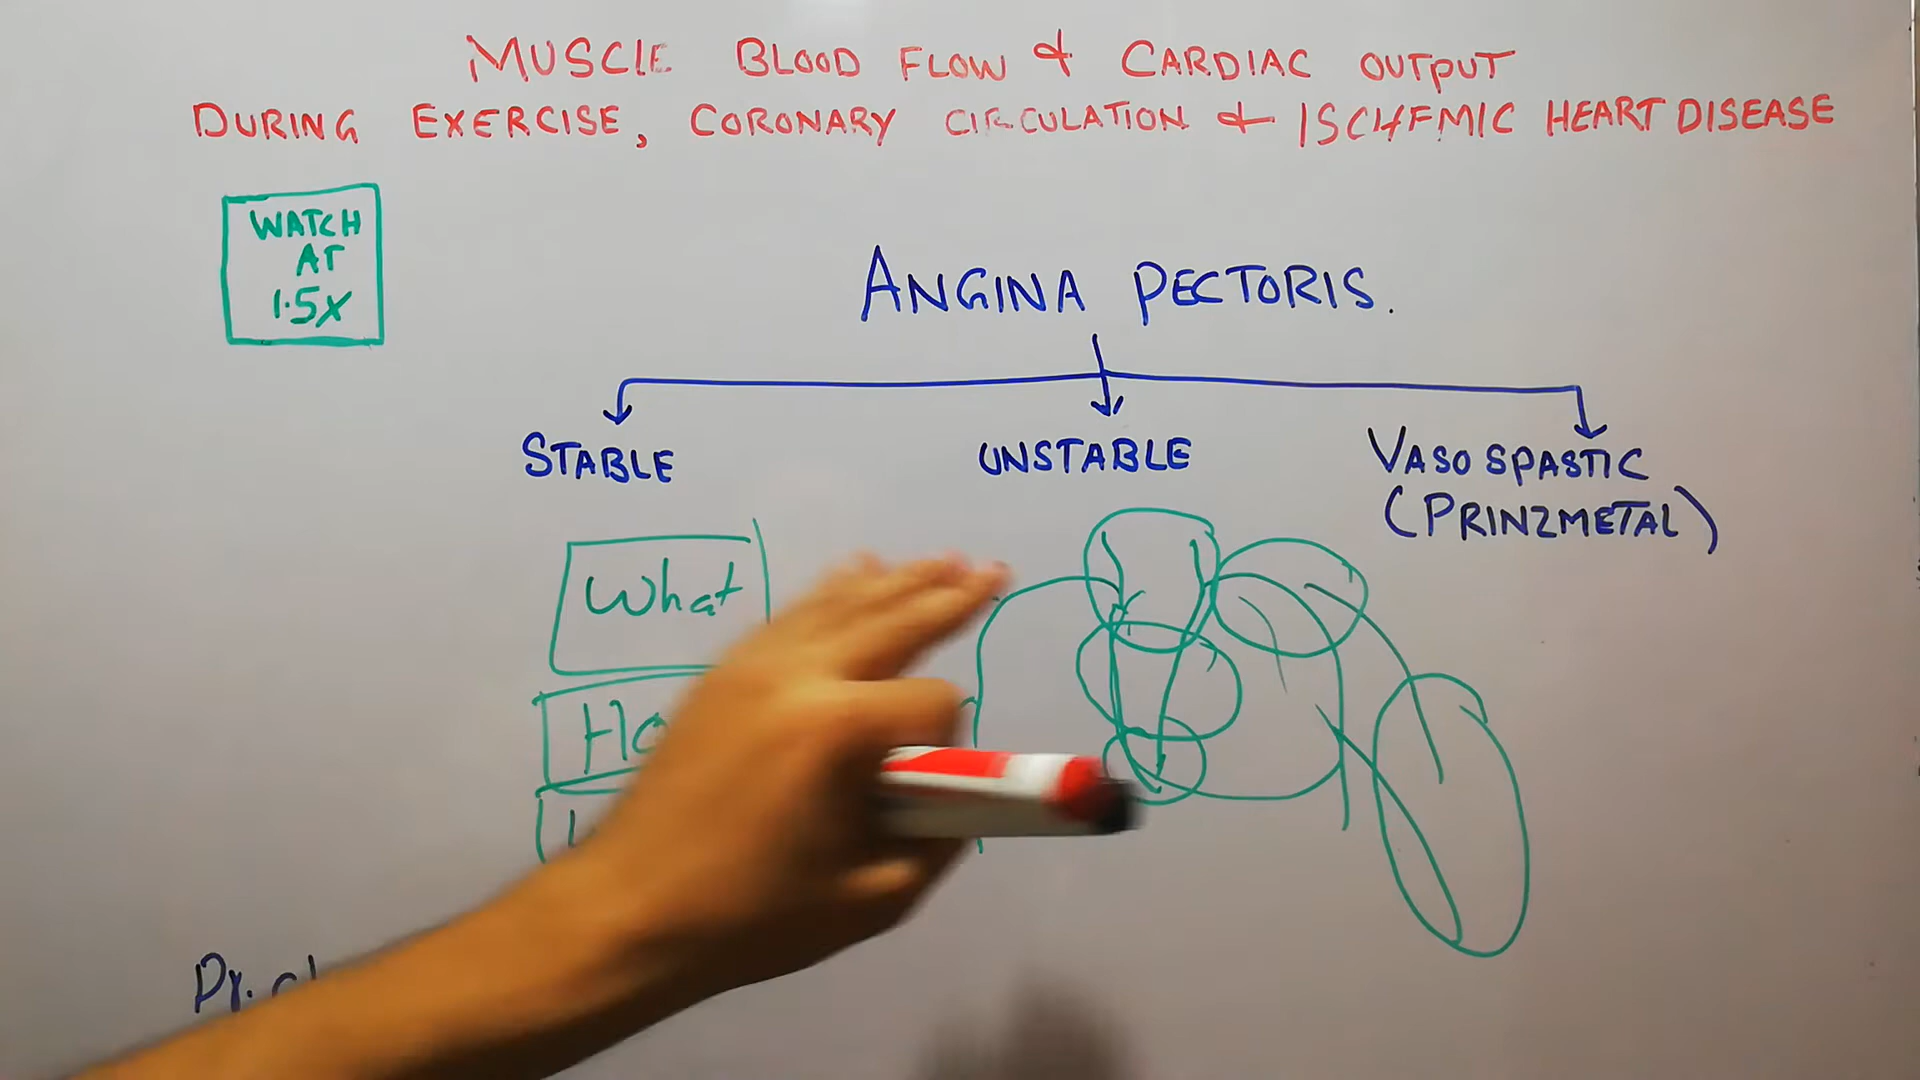 MUSCLE BLOOD FLOW & CARDIAC OUTPUT
DURING EXERCISE, CORONARY CIRCULATION & ISCHEMIC HEART DISEASE
WATCH
AT
1.5X
ANGINA PECTORIS.
STABLE UNSTABLE VASOSPASTIC
(PRINZMETAL)
What
Dr.